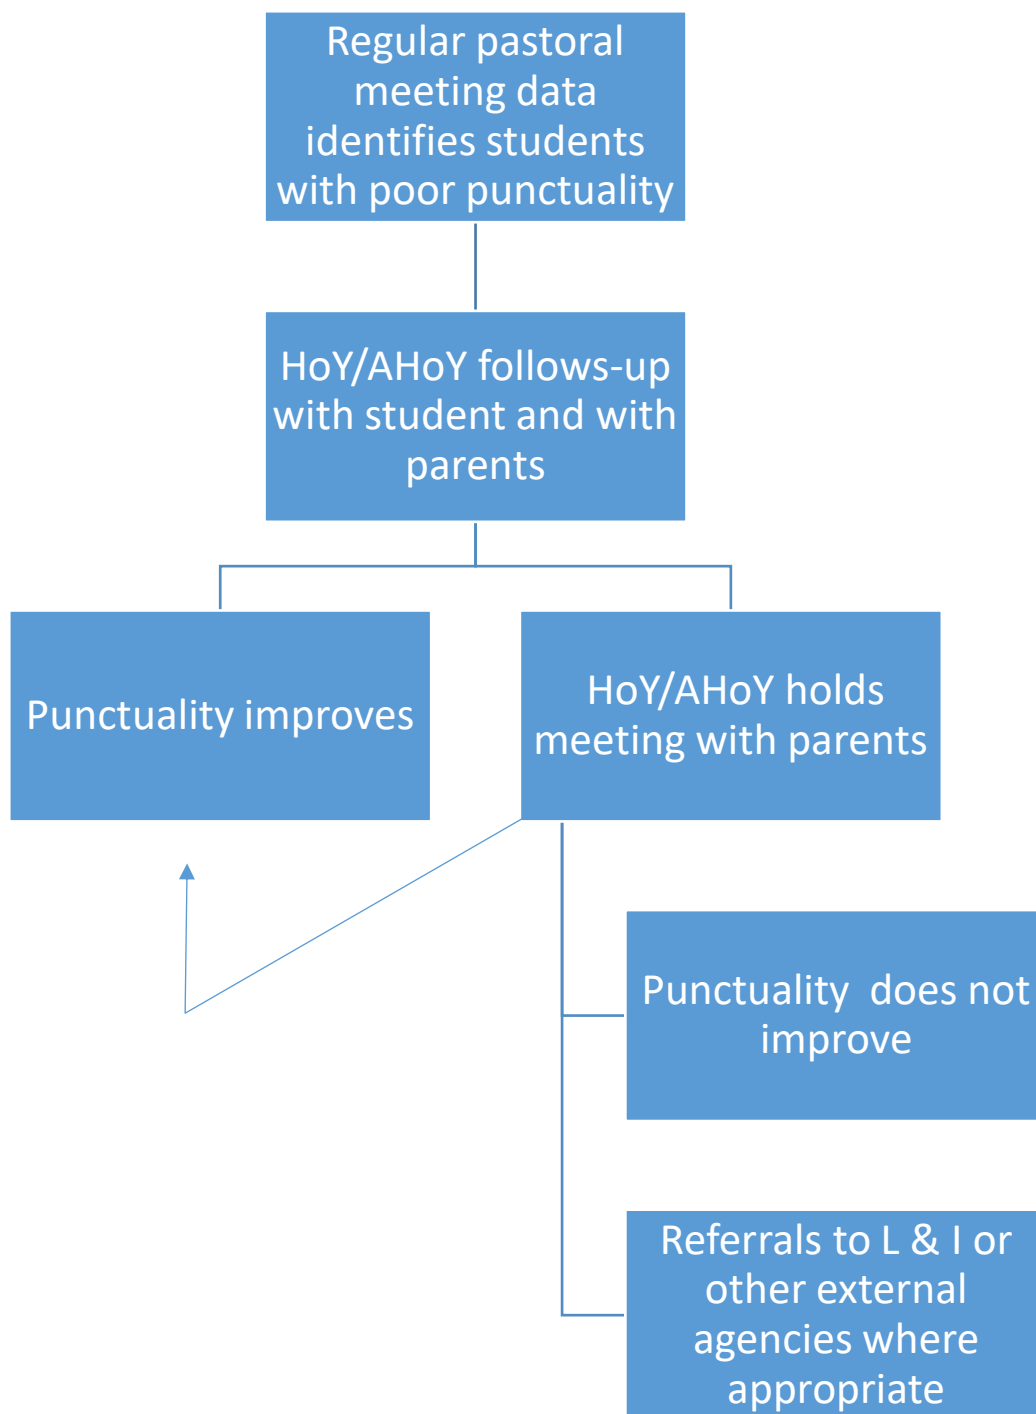 Regular pastoral
meeting data
identifies students
with poor punctuality
HoY/AHoY follows-up
with student and with
parents
Punctuality improves
HoY/AHoY holds
meeting with parents
Punctuality  does not
improve
Referrals to L & I or
other external
agencies where
appropriate